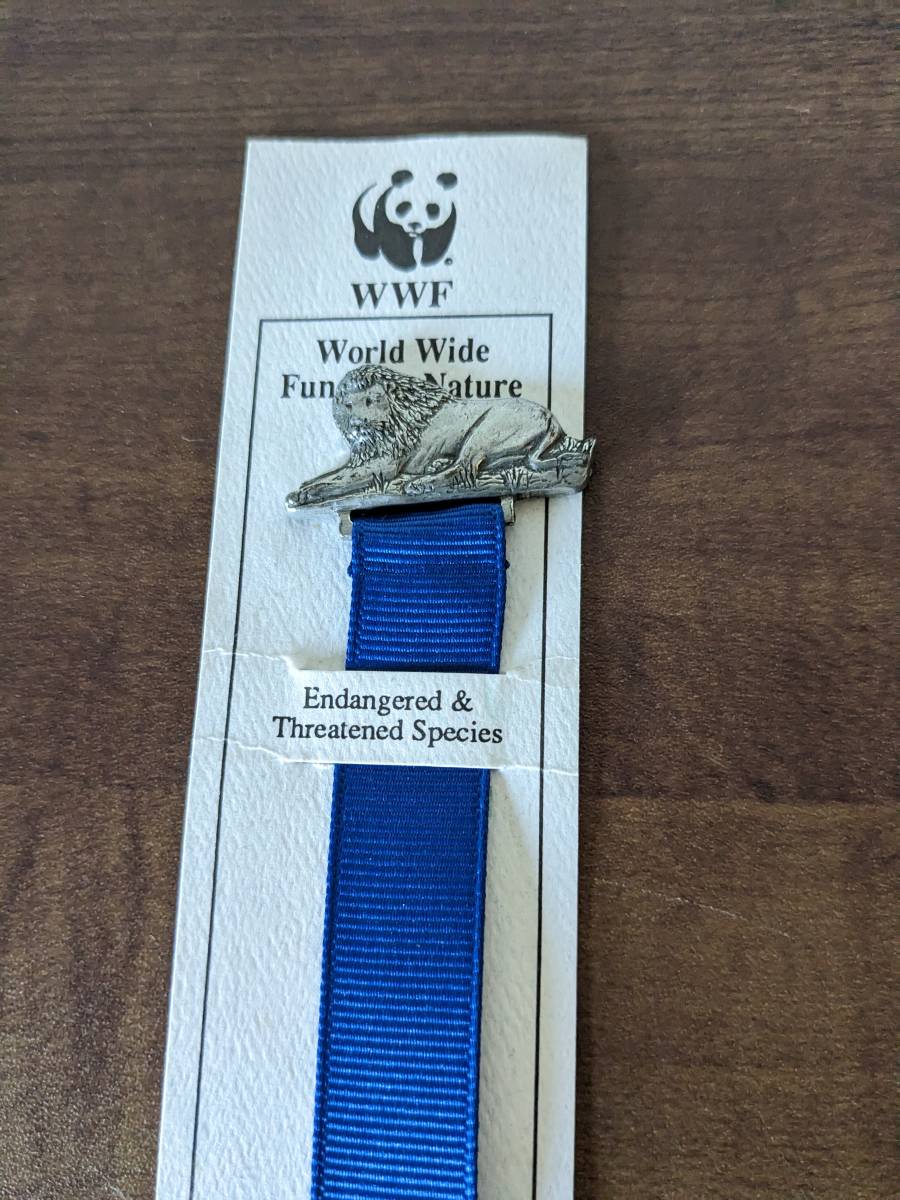 WWF
World Wide
Fun Nature
Endangered &
Threatened Species